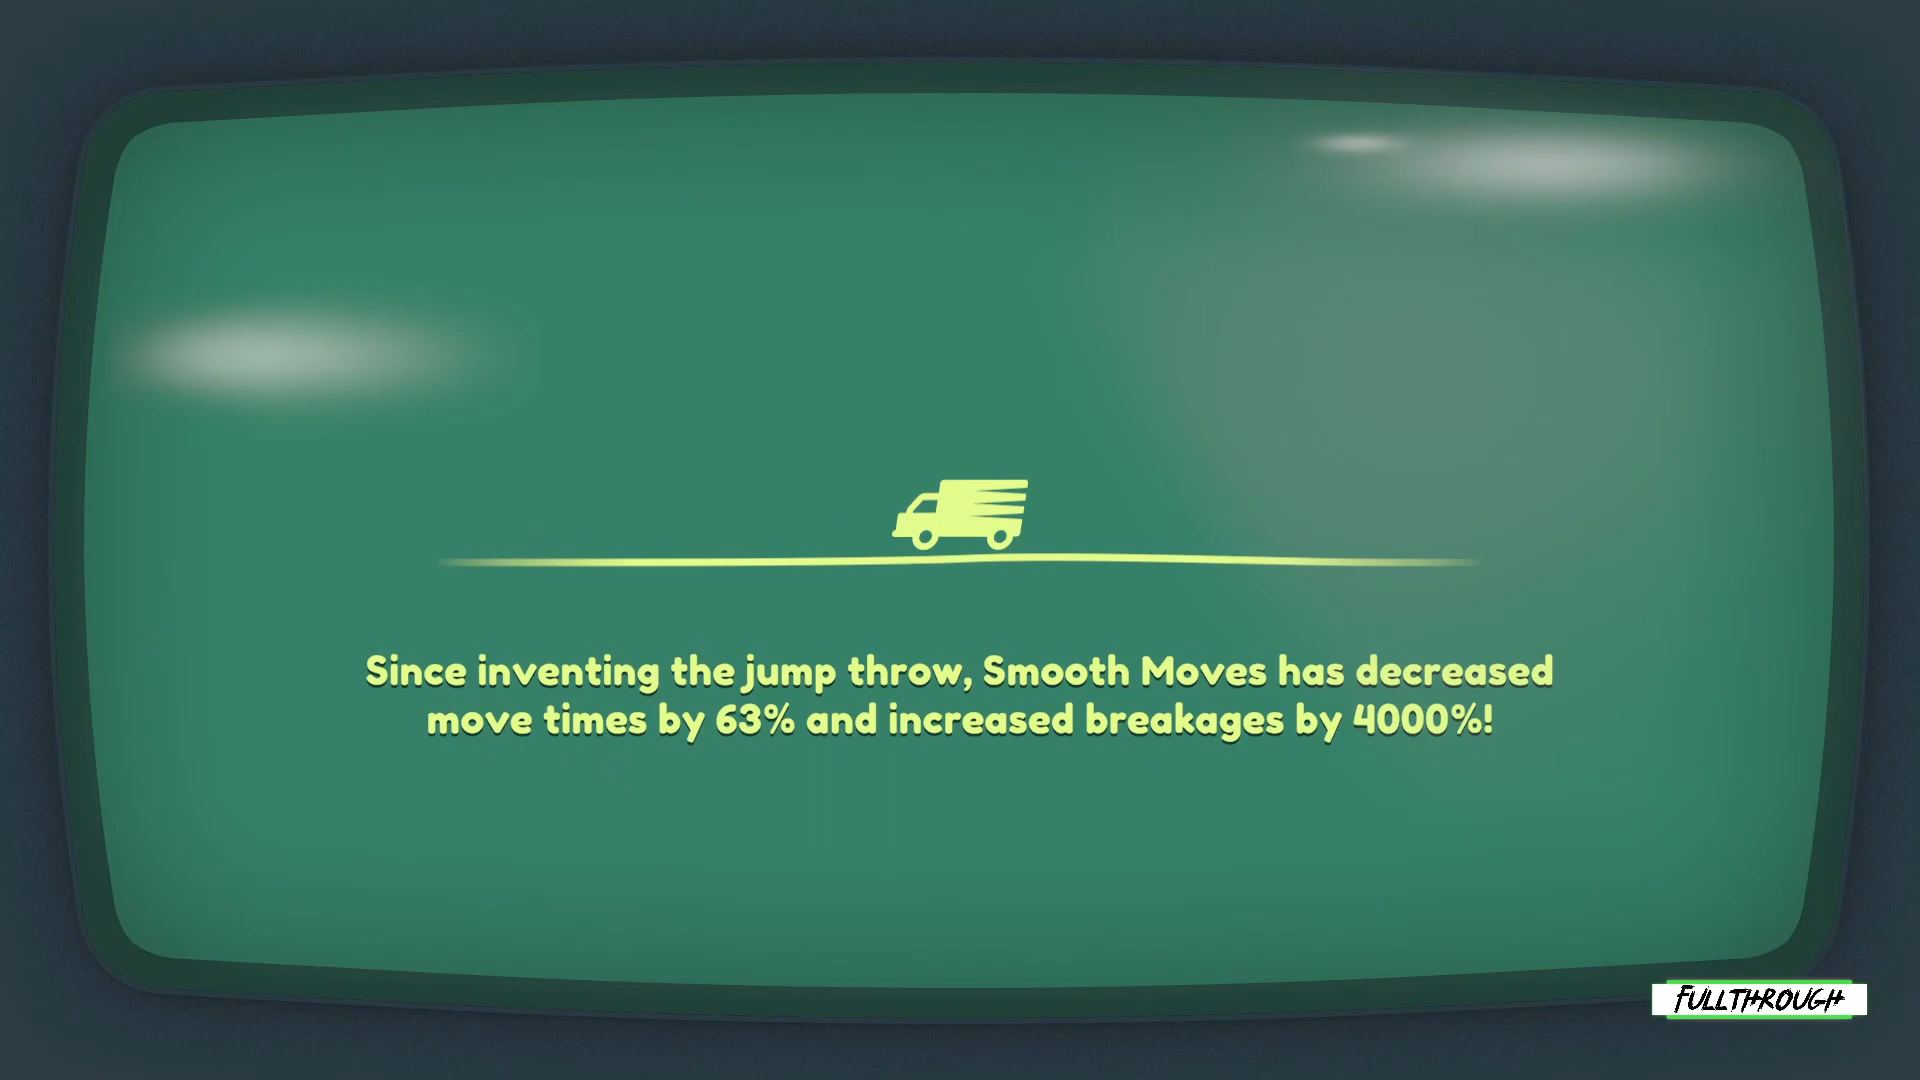 Since inventing the jump throw, Smooth Moves has decreased
move times by 63% and increased breakages by 4000%!
FULLTHROUGH